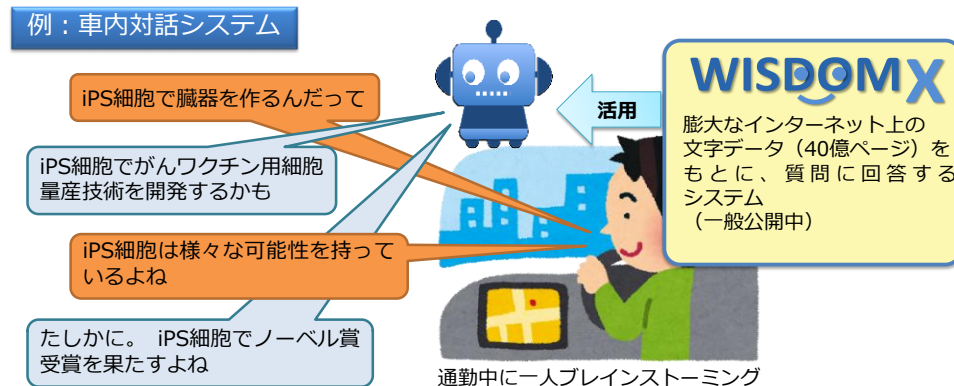 例：車内対話システム
iPS細胞で臓器を作るんだって
iPS細胞でがんワクチン用細胞
量産技術を開発するかも
iPS細胞は様々な可能性を持って
いるよね
たしかに。 iPS細胞でノーベル賞
受賞を果たすよね
活用
WISDOM X
膨大なインターネット上の
文字データ（40億ページ）を
もとに、質問に回答する
システム
（一般公開中）
通勤中に一人ブレインストーミング